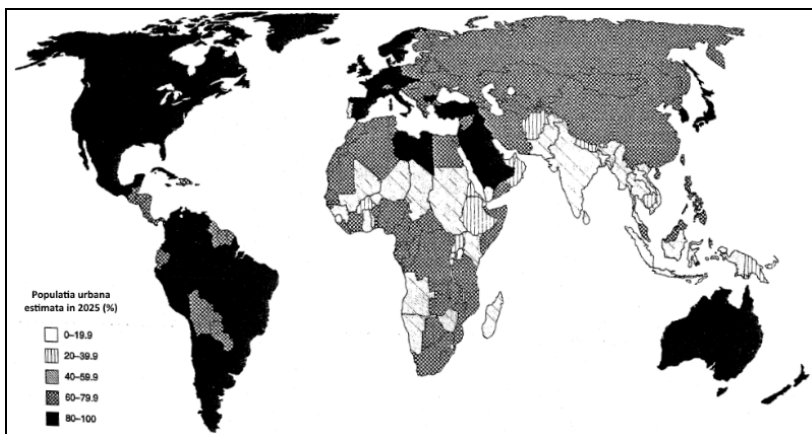 Populatia urbana
estimata in 2025 (%)
0–19.9
20–39.9
40–59.9
60–79.9
80–100